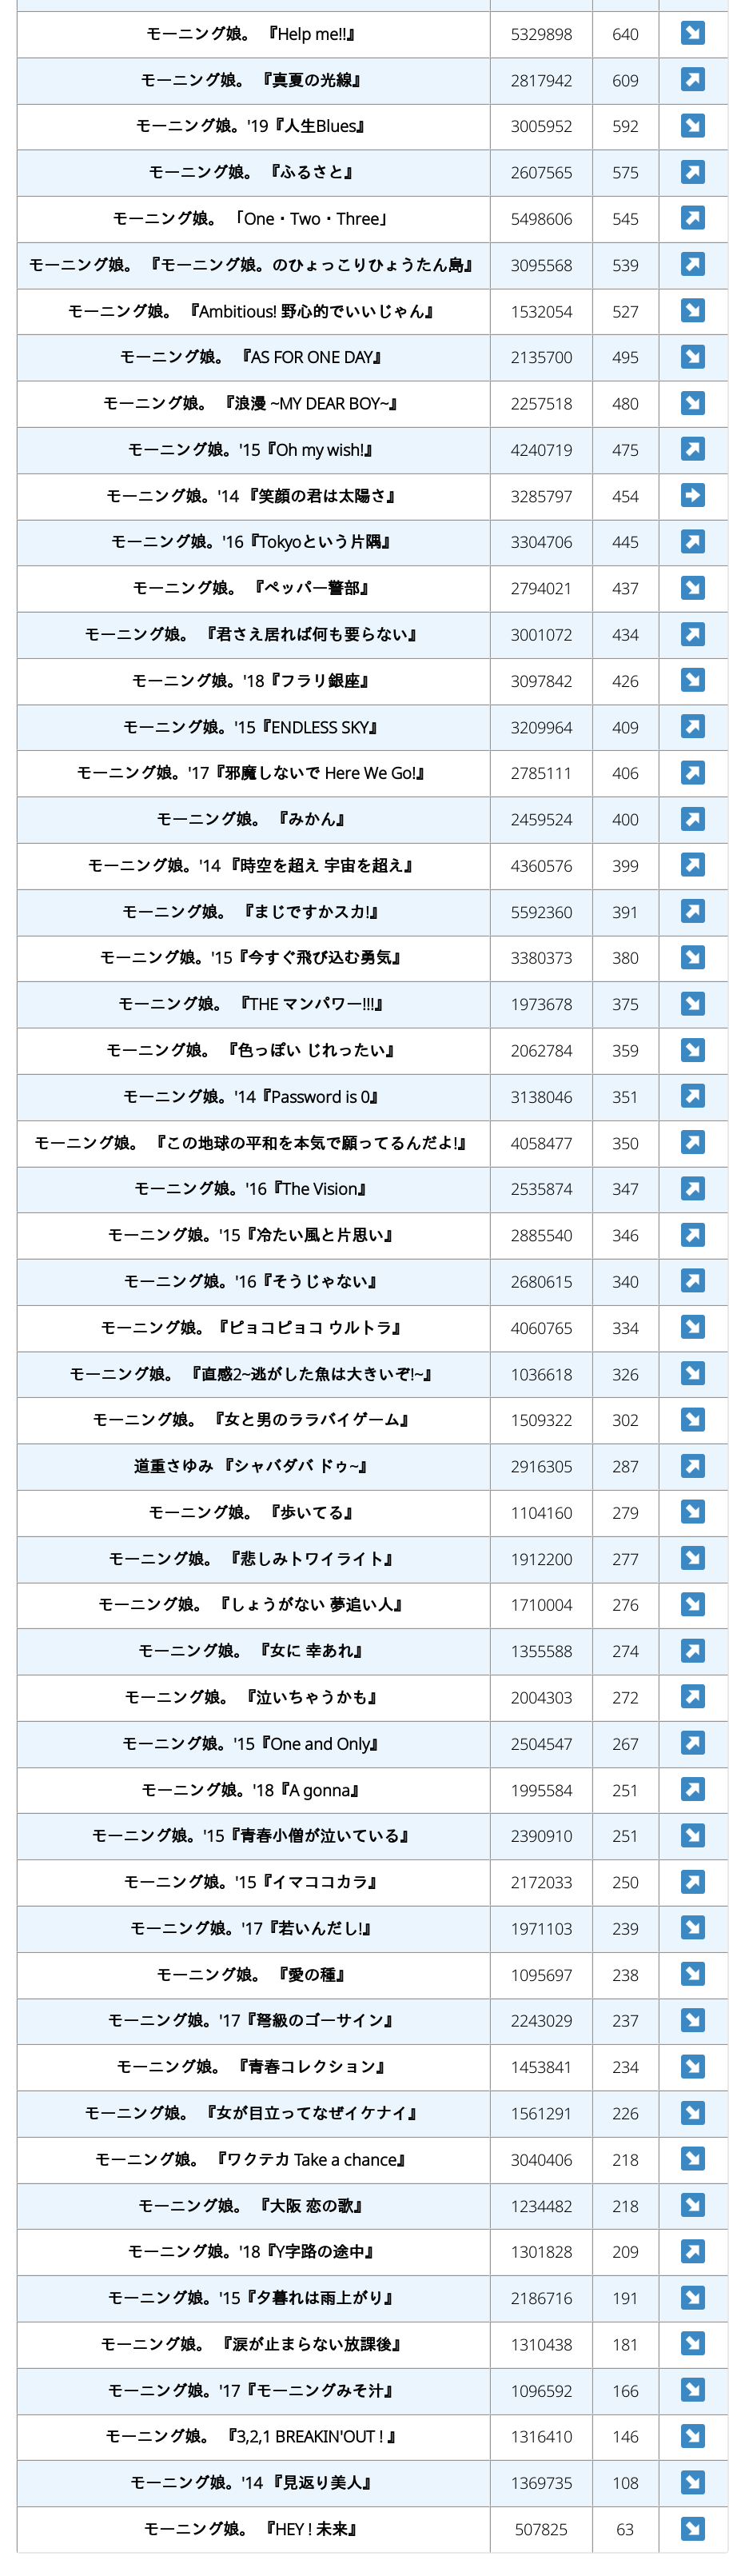 モーニング娘。 『Help me!!』 5329898 640 ↘
モーニング娘。 『真夏の光線』 2817942 609 ↗
モーニング娘。'19『人生Blues』 3005952 592 ↘
モーニング娘。 『ふるさと』 2607565 575 ↗
モーニング娘。 「One・Two・Three」 5498606 545 ↗
モーニング娘。 『モーニング娘。のひょっこりひょうたん島』 3095568 539 ↗
モーニング娘。 『Ambitious! 野心的でいいじゃん』 1532054 527 ↘
モーニング娘。 『AS FOR ONE DAY』 2135700 495 ↘
モーニング娘。 『浪漫 ~MY DEAR BOY~』 2257518 480 ↘
モーニング娘。'15『Oh my wish!』 4240719 475 ↗
モーニング娘。'14 『笑顔の君は太陽さ』 3285797 454 ➡
モーニング娘。'16『Tokyoという片隅』 3304706 445 ↗
モーニング娘。 『ペッパー警部』 2794021 437 ↘
モーニング娘。 『君さえ居れば何も要らない』 3001072 434 ↗
モーニング娘。'18『フラリ銀座』 3097842 426 ↘
モーニング娘。'15『ENDLESS SKY』 3209964 409 ↗
モーニング娘。'17『邪魔しないで Here We Go!』 2785111 406 ↗
モーニング娘。 『みかん』 2459524 400 ↗
モーニング娘。'14 『時空を超え 宇宙を超え』 4360576 399 ↗
モーニング娘。 『まじですかスカ!』 5592360 391 ↗
モーニング娘。'15『今すぐ飛び込む勇気』 3380373 380 ↘
モーニング娘。 『THE マンパワー!!!』 1973678 375 ↘
モーニング娘。 『色っぽい じれったい』 2062784 359 ↘
モーニング娘。'14『Password is 0』 3138046 351 ↗
モーニング娘。 『この地球の平和を本気で願ってるんだよ!』 4058477 350 ↗
モーニング娘。'16『The Vision』 2535874 347 ↗
モーニング娘。'15『冷たい風と片思い』 2885540 346 ↗
モーニング娘。'16『そうじゃない』 2680615 340 ↗
モーニング娘。『ピョコピョコ ウルトラ』 4060765 334 ↘
モーニング娘。 『直感2~逃がした魚は大きいぞ!~』 1036618 326 ↘
モーニング娘。 『女と男のララバイゲーム』 1509322 302 ↘
道重さゆみ 『シャバダバ ドゥ~』 2916305 287 ↗
モーニング娘。 『歩いてる』 1104160 279 ↘
モーニング娘。 『悲しみトワイライト』 1912200 277 ↘
モーニング娘。 『しょうがない 夢追い人』 1710004 276 ↘
モーニング娘。 『女に 幸あれ』 1355588 274 ↗
モーニング娘。 『泣いちゃうかも』 2004303 272 ↗
モーニング娘。'15『One and Only』 2504547 267 ↗
モーニング娘。'18『A gonna』 1995584 251 ↗
モーニング娘。'15『青春小僧が泣いている』 2390910 251 ↘
モーニング娘。'15『イマココカラ』 2172033 250 ↗
モーニング娘。'17『若いんだし!』 1971103 239 ↘
モーニング娘。 『愛の種』 1095697 238 ↘
モーニング娘。'17『弩級のゴーサイン』 2243029 237 ↘
モーニング娘。 『青春コレクション』 1453841 234 ↘
モーニング娘。 『女が目立ってなぜイケナイ』 1561291 226 ↘
モーニング娘。 『ワクテカ Take a chance』 3040406 218 ↘
モーニング娘。 『大阪 恋の歌』 1234482 218 ↘
モーニング娘。'18『Y字路の途中』 1301828 209 ↗
モーニング娘。'15『夕暮れは雨上がり』 2186716 191 ↘
モーニング娘。 『涙が止まらない放課後』 1310438 181 ↘
モーニング娘。'17『モーニングみそ汁』 1096592 166 ↘
モーニング娘。 『3,2,1 BREAKIN'OUT ! 』 1316410 146 ↘
モーニング娘。'14 『見返り美人』 1369735 108 ↘
モーニング娘。 『HEY ! 未来』 507825 63 ↘